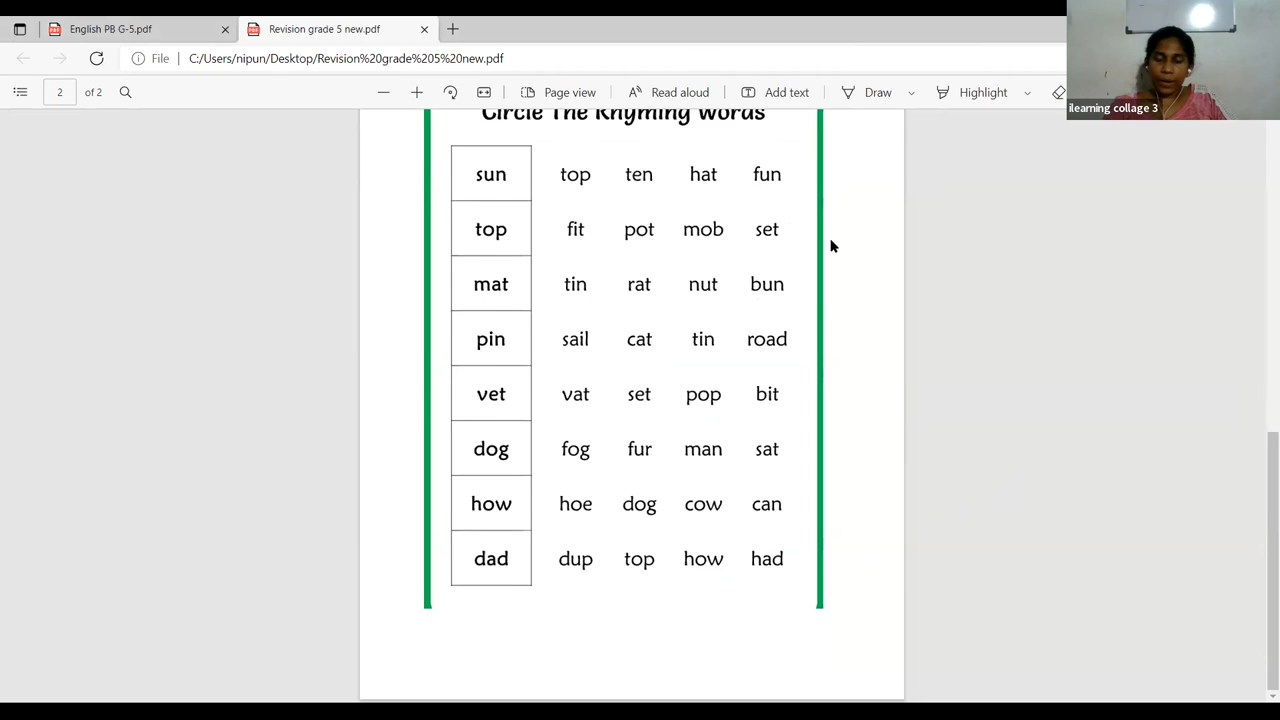 English PB G-5.pdf
Revision grade 5 new.pdf
File
C:/Users/nipun/Desktop/Revision%20grade%205%20new.pdf
2 of 2
Page view
Read aloud
Add text
Draw
Highlight
ilearning collage 3
Circle The Rhyming Words
sun top ten hat fun
top fit pot mob set
mat tin rat nut bun
pin sail cat tin road
vet vat set pop bit
dog fog fur man sat
how hoe dog cow can
dad dup top how had